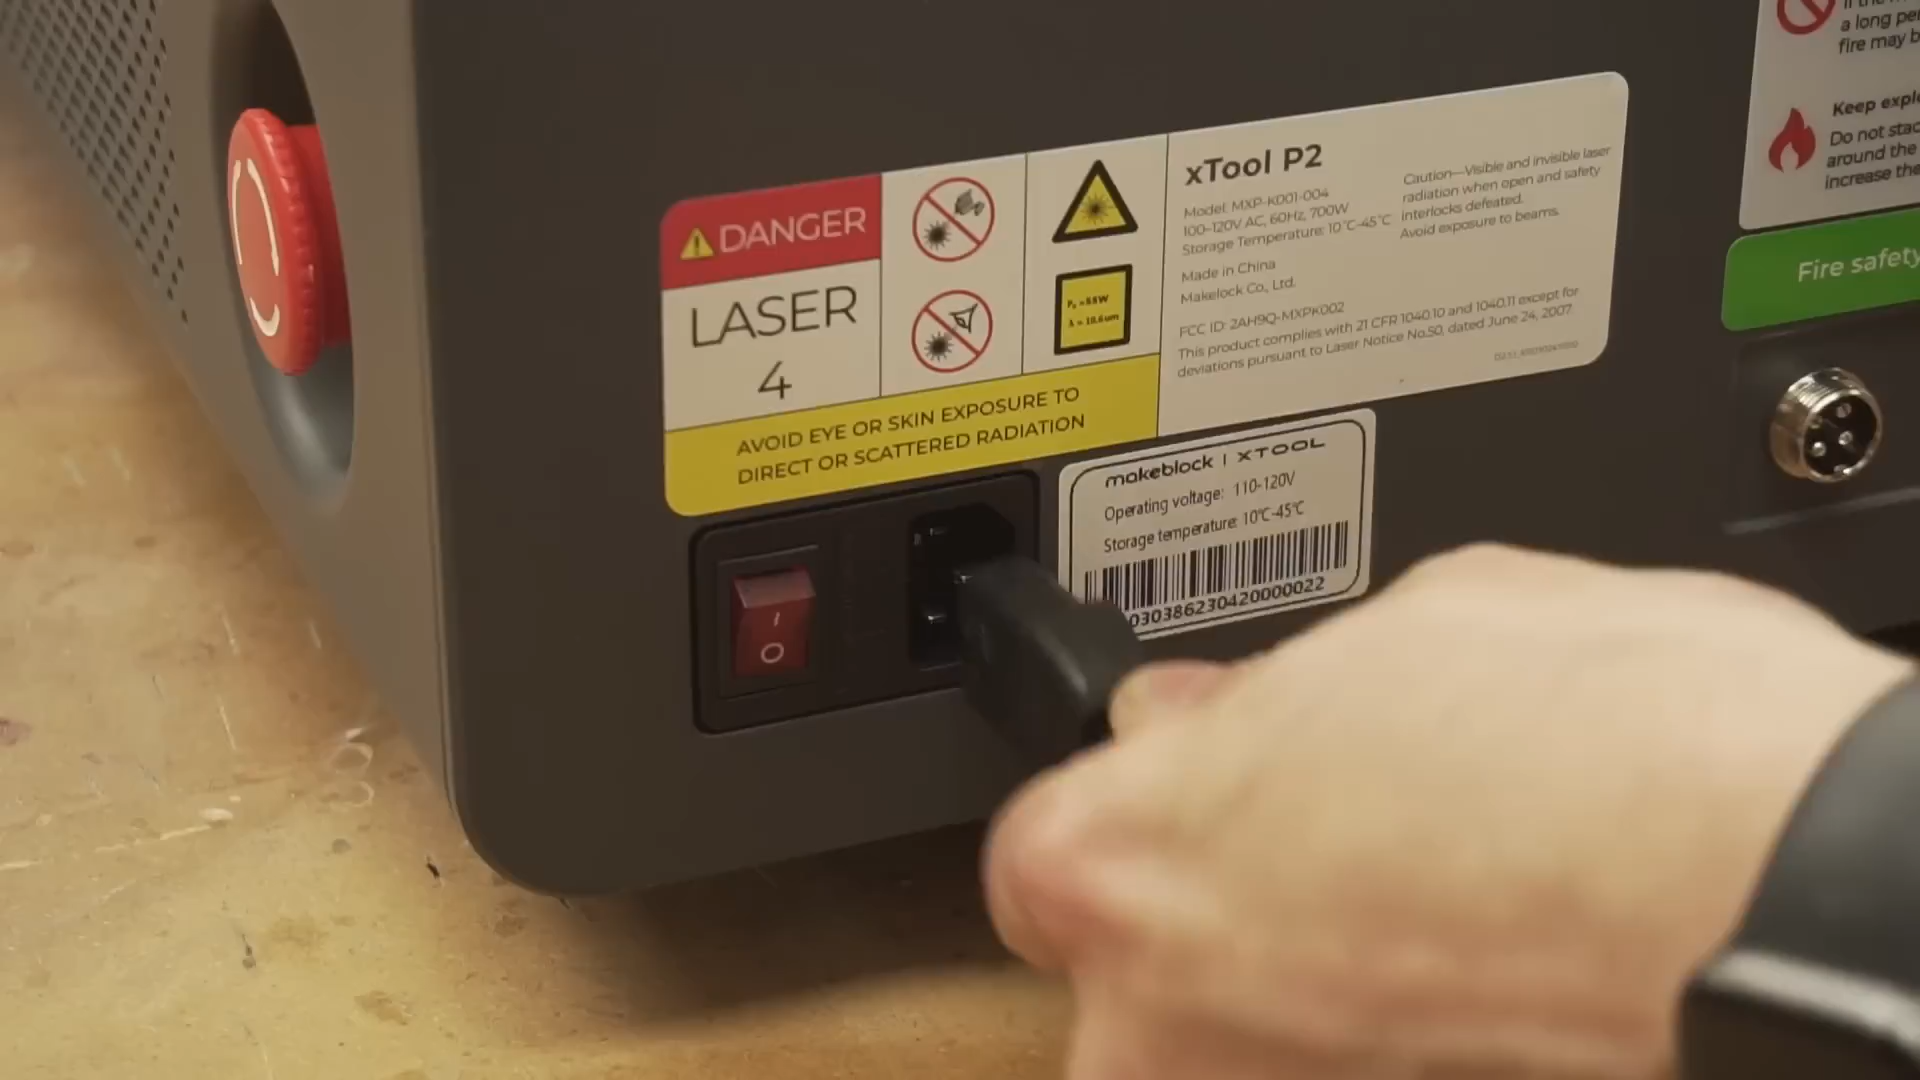 a long pe
fire may b
Keep explo
Do not stac
around the
increase the
Fire safety
DANGER
LASER
4
AVOID EYE OR SKIN EXPOSURE TO
DIRECT OR SCATTERED RADIATION
λ = 10.6um
xTool P2
Model: MXP-K001-004
100-120V AC, 60Hz, 700W
Storage Temperature: 10°C-45°C
Made in China
Makelock Co., Ltd.
Caution—Visible and invisible laser
radiation when open and safety
interlocks defeated.
Avoid exposure to beams.
FCC ID: 2AH9Q-MXPK002
This product complies with 21 CFR 1040.10 and 1040.11 except for
deviations pursuant to Laser Notice No.50, dated June 24, 2007.
makeblock | XTOOL
Operating voltage: 110-120V
Storage temperature: 10℃-45℃
030386230420000022
I
O